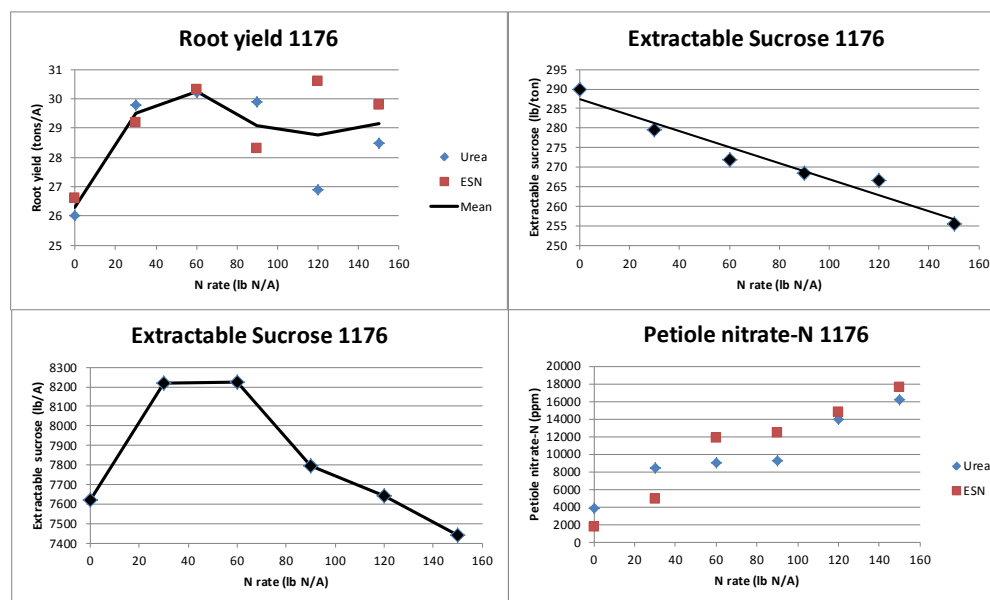 Root yield 1176
Root yield (tons/A)
31
30
29
28
27
26
25
0 20 40 60 80 100 120 140 160
N rate (lb N/A)
Urea
ESN
Mean
Extractable Sucrose 1176
Extractable sucrose (lb/ton)
295
290
285
280
275
270
265
260
255
250
0 20 40 60 80 100 120 140 160
N rate (lb N/A)
Extractable Sucrose 1176
Extractable sucrose (lb/A)
8300
8200
8100
8000
7900
7800
7700
7600
7500
7400
0 20 40 60 80 100 120 140 160
N rate (lb N/A)
Petiole nitrate-N 1176
Petiole nitrate-N (ppm)
20000
18000
16000
14000
12000
10000
8000
6000
4000
2000
0
0 20 40 60 80 100 120 140 160
N rate (lb N/A)
Urea
ESN